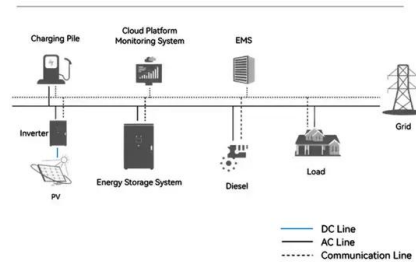 Charging Pile
Cloud Platform
Monitoring System
EMS
Grid
Inverter
PV
Energy Storage System
Diesel
Load
DC Line
AC Line
Communication Line